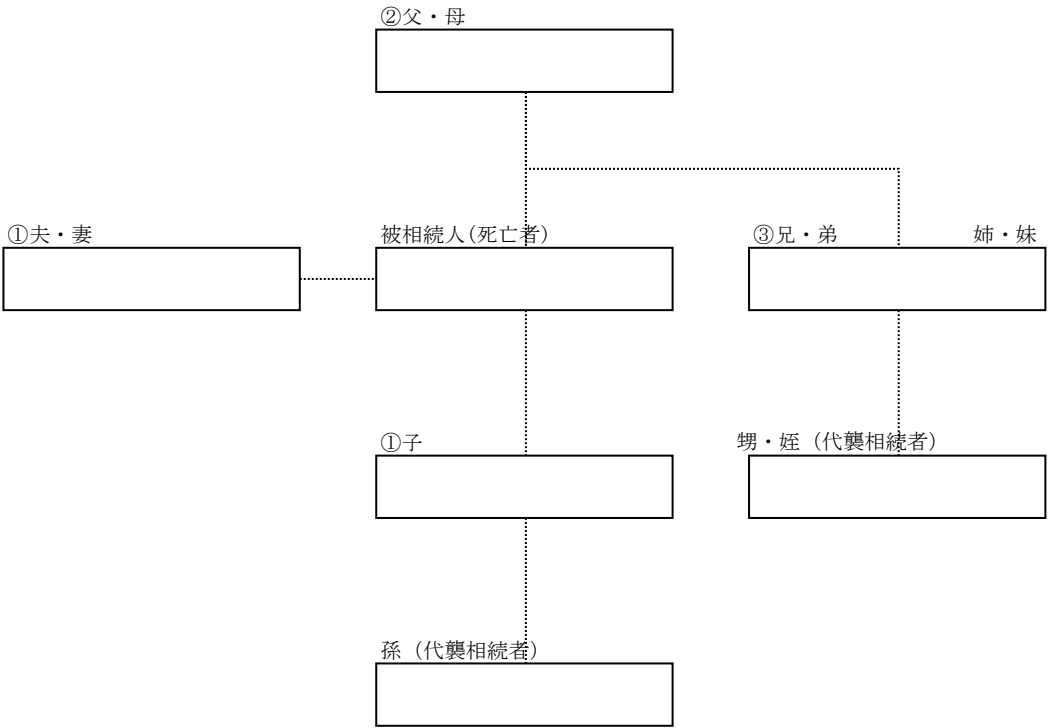 ②父・母
①夫・妻
被相続人(死亡者)
③兄・弟 姉・妹
①子
甥・姪（代襲相続者）
孫（代襲相続者）